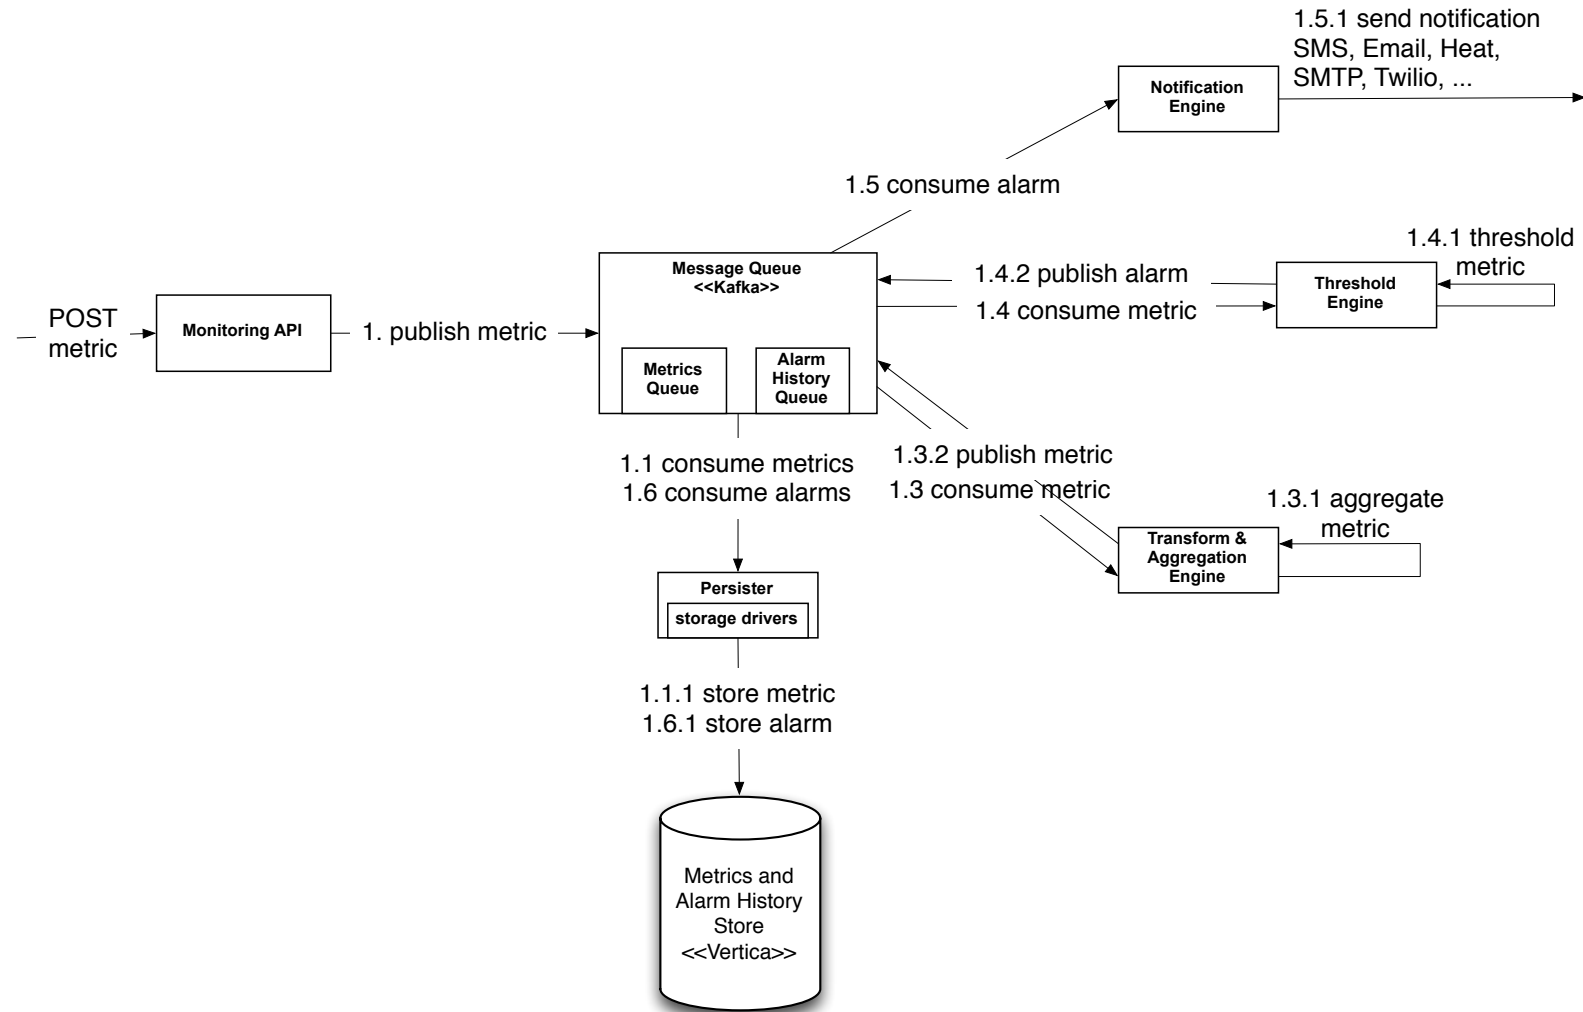 1.5.1 send notification
SMS, Email, Heat,
SMTP, Twilio, ...
Notification
Engine
1.5 consume alarm
1.4.1 threshold
metric
Message Queue
<<Kafka>>
1.4.2 publish alarm
1.4 consume metric
Threshold
Engine
POST
metric
Monitoring API
1. publish metric
Metrics
Queue
Alarm
History
Queue
1.3.2 publish metric
1.3 consume metric
1.1 consume metrics
1.6 consume alarms
1.3.1 aggregate
metric
Transform &
Aggregation
Engine
Persister
storage drivers
1.1.1 store metric
1.6.1 store alarm
Metrics and
Alarm History
Store
<<Vertica>>